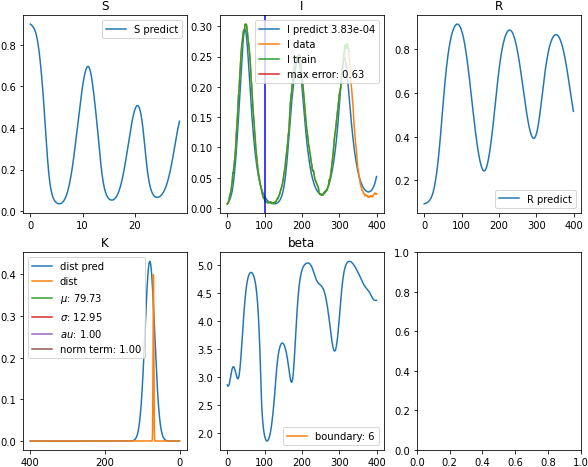 S
S predict
0.8
0.6
0.4
0.2
0.0
0
10
20
I
I predict 3.83e-04
I data
I train
max error: 0.63
0.30
0.25
0.20
0.15
0.10
0.05
0.00
0 100 200 300 400
R
0.8
0.6
0.4
0.2
R predict
0 100 200 300 400
K
dist pred
dist
μ: 79.73
σ: 12.95
au: 1.00
norm term: 1.00
0.4
0.3
0.2
0.1
0.0
400 200 0
beta
5.0
4.5
4.0
3.5
3.0
2.5
2.0
boundary: 6
0 100 200 300 400
1.0
0.8
0.6
0.4
0.2
0.0
0.0 0.2 0.4 0.6 0.8 1.0